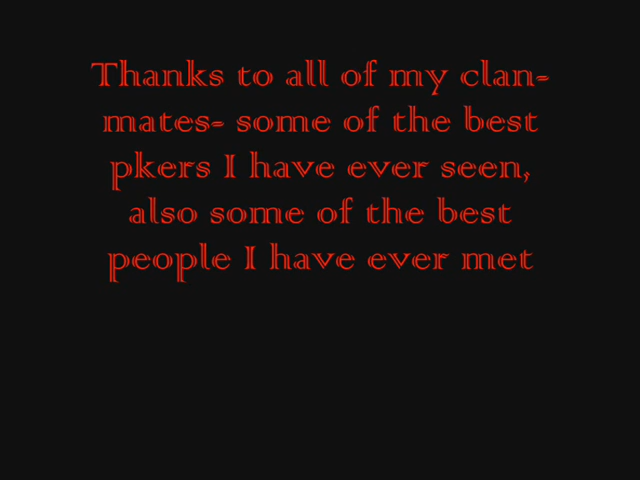 Thanks to all of my clan-
mates- some of the best
pkers I have ever seen,
also some of the best
people I have ever met